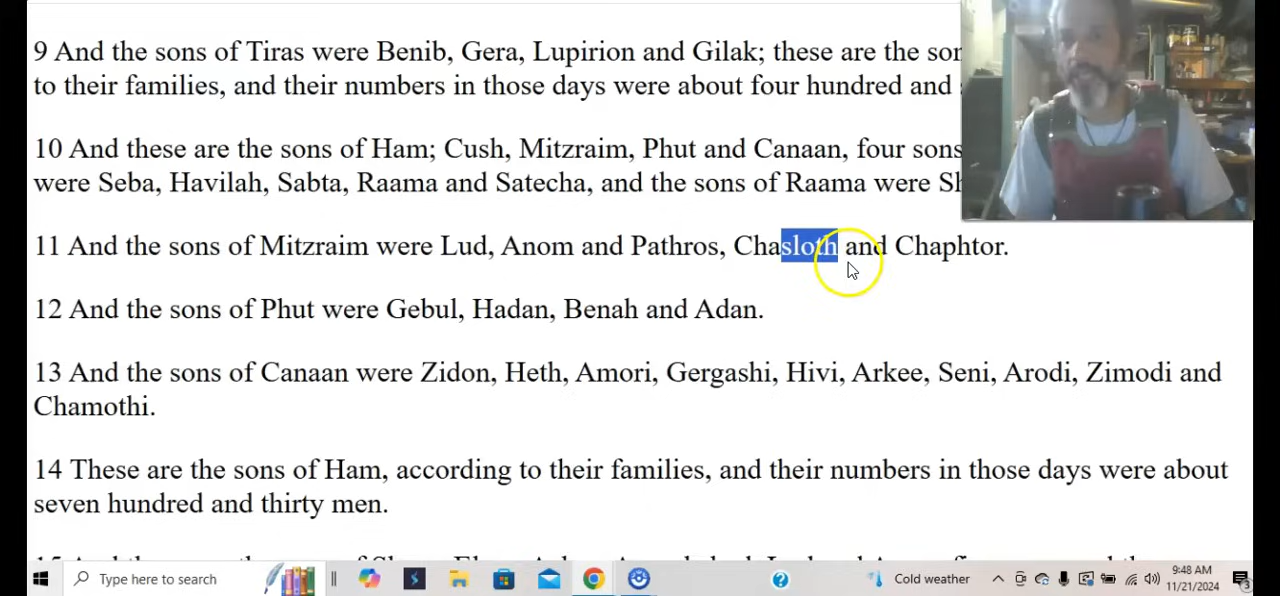 9 And the sons of Tiras were Benib, Gera, Lupirion and Gilak; these are the
to their families, and their numbers in those days were about four hundred and
10 And these are the sons of Ham; Cush, Mitzraim, Phut and Canaan, four sons
were Seba, Havilah, Sabta, Raama and Satecha, and the sons of Raama were
11 And the sons of Mitzraim were Lud, Anom and Pathros, Chasloth and Chaphtor.
12 And the sons of Phut were Gebul, Hadan, Benah and Adan.
13 And the sons of Canaan were Zidon, Heth, Amori, Gergashi, Hivi, Arkee, Seni, Arodi, Zimodi and
Chamothi.
14 These are the sons of Ham, according to their families, and their numbers in those days were about
seven hundred and thirty men.
Type here to search
Cold weather
9:48 AM
11/21/2024